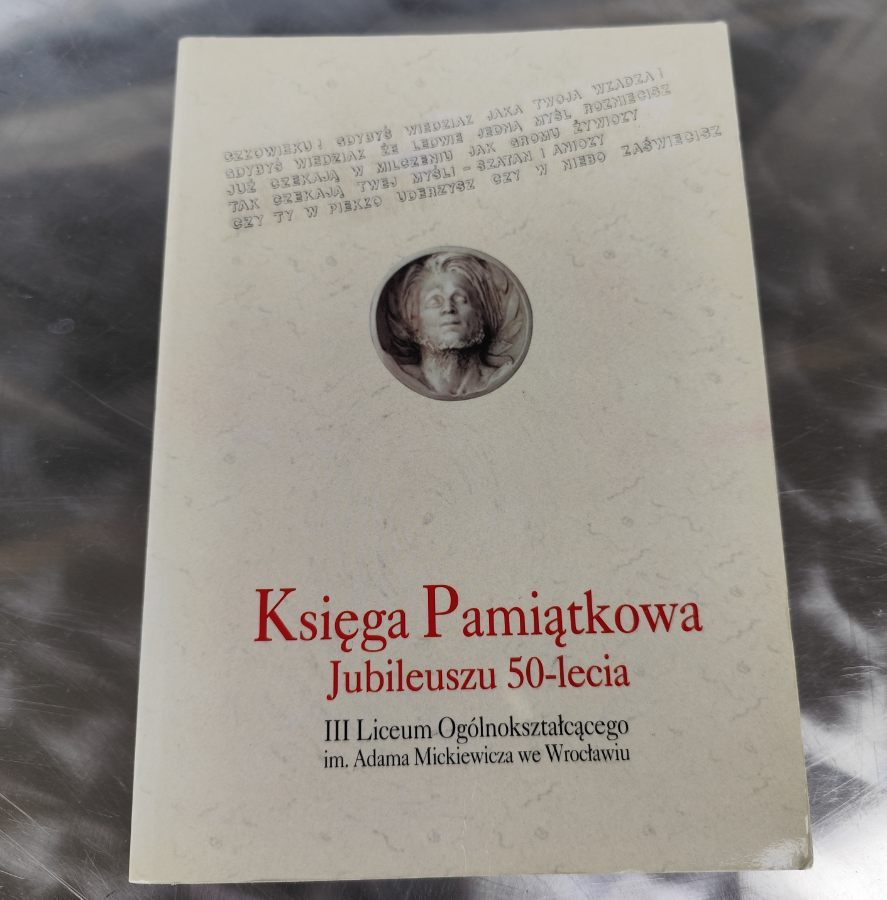 CZŁOWIEKU! GDYBYŚ WIEDZIAŁ JAKA TWOJA WŁADZA!
GDYBYŚ WIEDZIAŁ ŻE LEDWIE JEDNĄ MYŚL ROZNIECISZ
JUŻ CZEKAJĄ W MILCZENIU JAK GROMU ŻYWIOŁY
TAK CZEKAJĄ TWEJ MYŚLI – SZATAN I ANIOŁY
CZY TY W PIEKŁO UDERZYSZ CZY W NIEBO ZAŚWIECISZ
Księga Pamiątkowa
Jubileuszu 50-lecia
III Liceum Ogólnokształcącego
im. Adama Mickiewicza we Wrocławiu